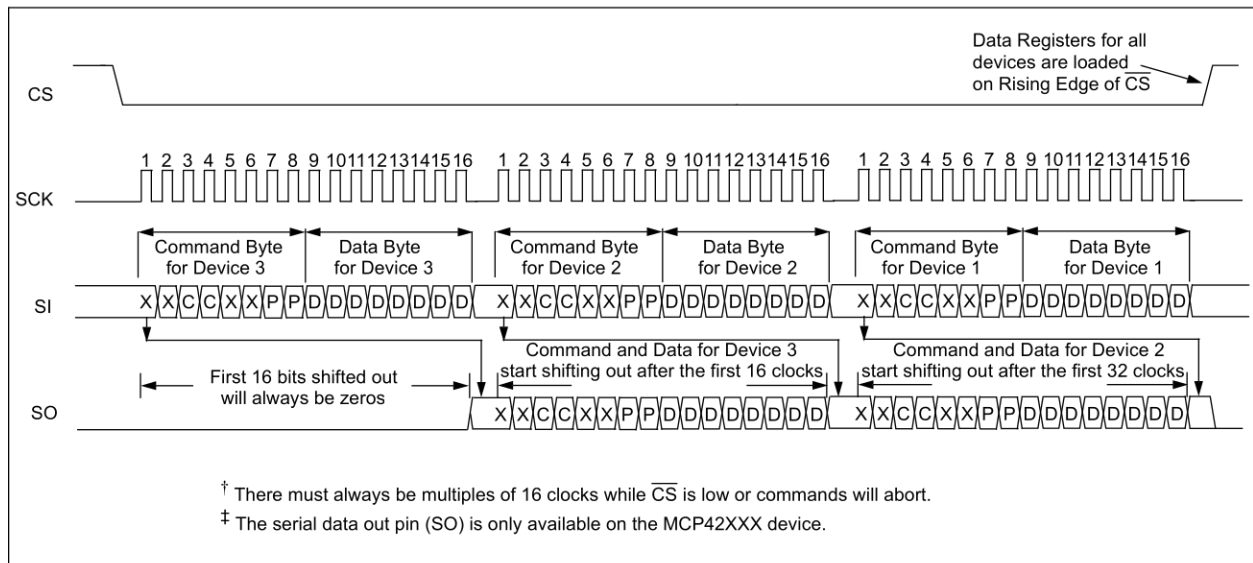 Data Registers for all
devices are loaded
on Rising Edge of CS
CS
1 2 3 4 5 6 7 8 9 10 11 12 13 14 15 16 1 2 3 4 5 6 7 8 9 10 11 12 13 14 15 16 1 2 3 4 5 6 7 8 9 10 11 12 13 14 15 16
SCK
Command Byte
for Device 3
Data Byte
for Device 3
Command Byte
for Device 2
Data Byte
for Device 2
Command Byte
for Device 1
Data Byte
for Device 1
SI
X X C C X X P P D D D D D D D D X X C C X X P P D D D D D D D D X X C C X X P P D D D D D D D D
First 16 bits shifted out
will always be zeros
Command and Data for Device 3
start shifting out after the first 16 clocks
Command and Data for Device 2
start shifting out after the first 32 clocks
SO
X X C C X X P P D D D D D D D D X X C C X X P P D D D D D D D D
† There must always be multiples of 16 clocks while CS is low or commands will abort.
‡ The serial data out pin (SO) is only available on the MCP42XXX device.